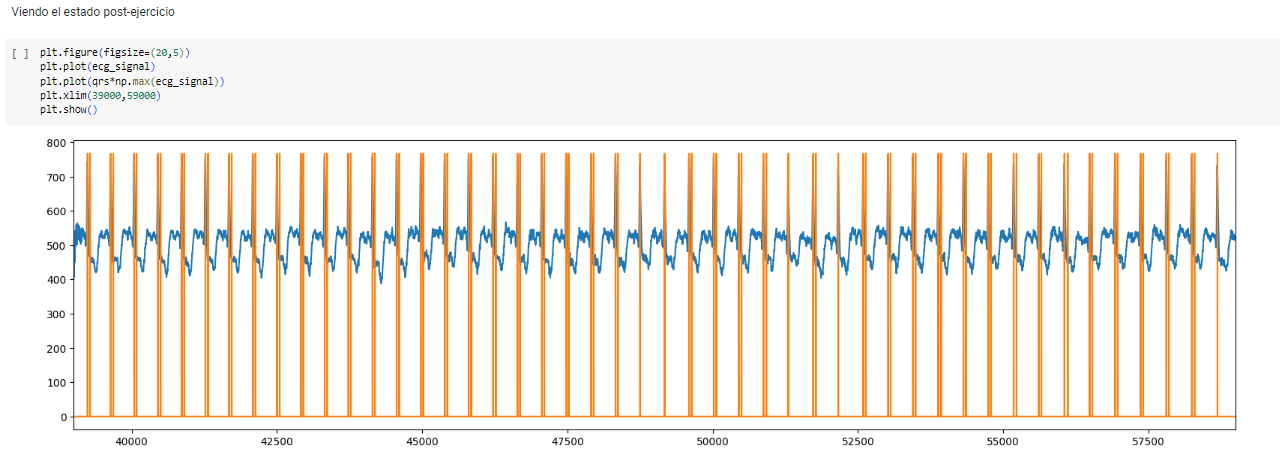 Viendo el estado post-ejercicio
[ ] plt.figure(figsize=(20,5))
plt.plot(ecg_signal)
plt.plot(qrs*np.max(ecg_signal))
plt.xlim(39000,59000)
plt.show()
800
700
600
500
400
300
200
100
0
40000 42500 45000 47500 50000 52500 55000 57500